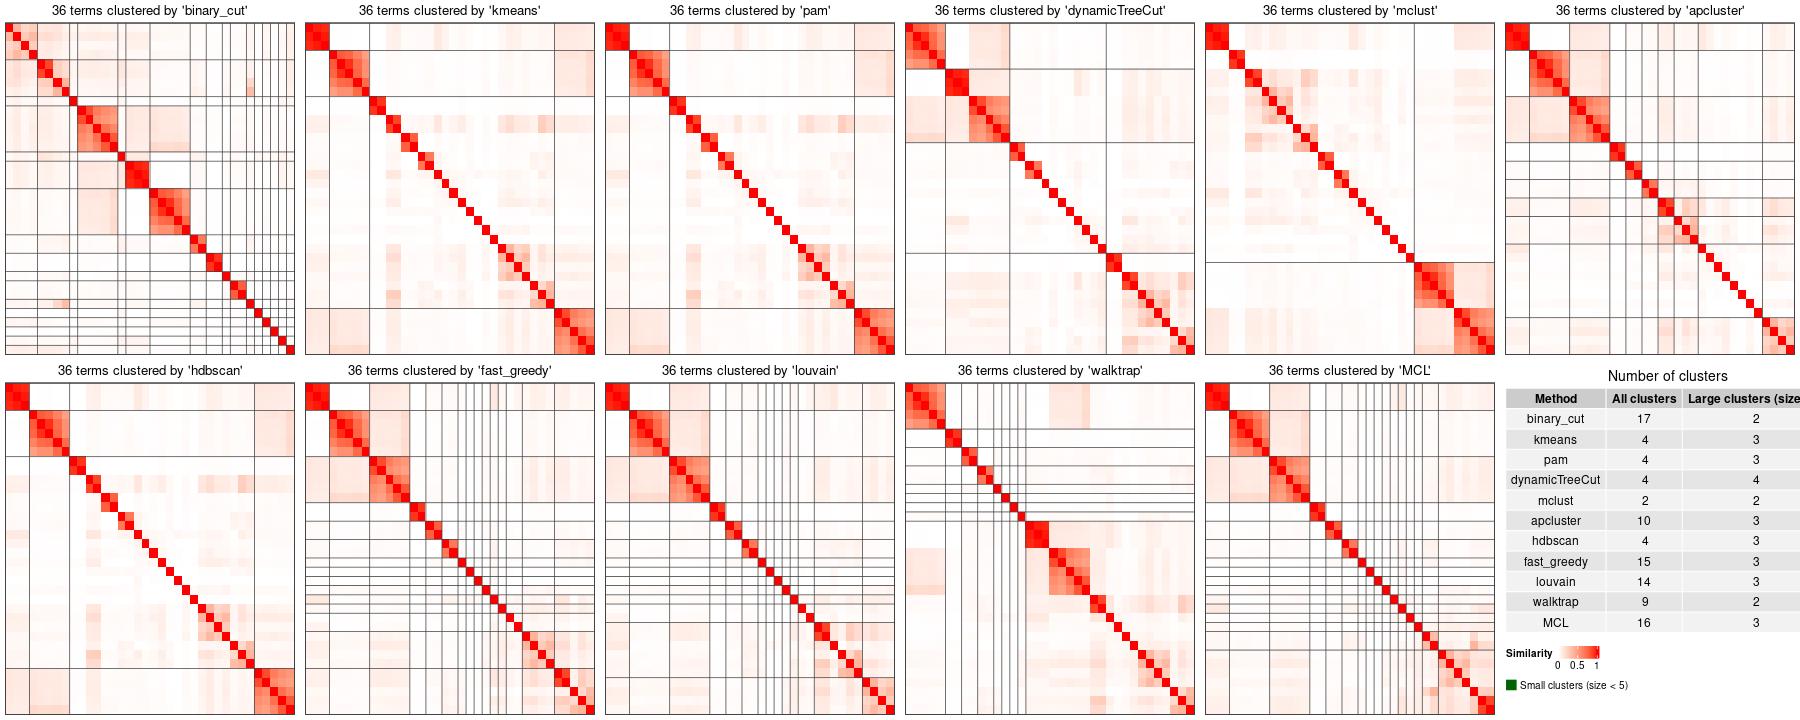 36 terms clustered by 'binary_cut'
36 terms clustered by 'kmeans'
36 terms clustered by 'pam'
36 terms clustered by 'dynamicTreeCut'
36 terms clustered by 'mclust'
36 terms clustered by 'apcluster'
36 terms clustered by 'hdbscan'
36 terms clustered by 'fast_greedy'
36 terms clustered by 'louvain'
36 terms clustered by 'walktrap'
36 terms clustered by 'MCL'
Number of clusters
Method All clusters Large clusters (size
binary_cut 17 2
kmeans 4 3
pam 4 3
dynamicTreeCut 4 4
mclust 2 2
apcluster 10 3
hdbscan 4 3
fast_greedy 15 3
louvain 14 3
walktrap 9 2
MCL 16 3
Similarity
0 0.5 1
Small clusters (size < 5)